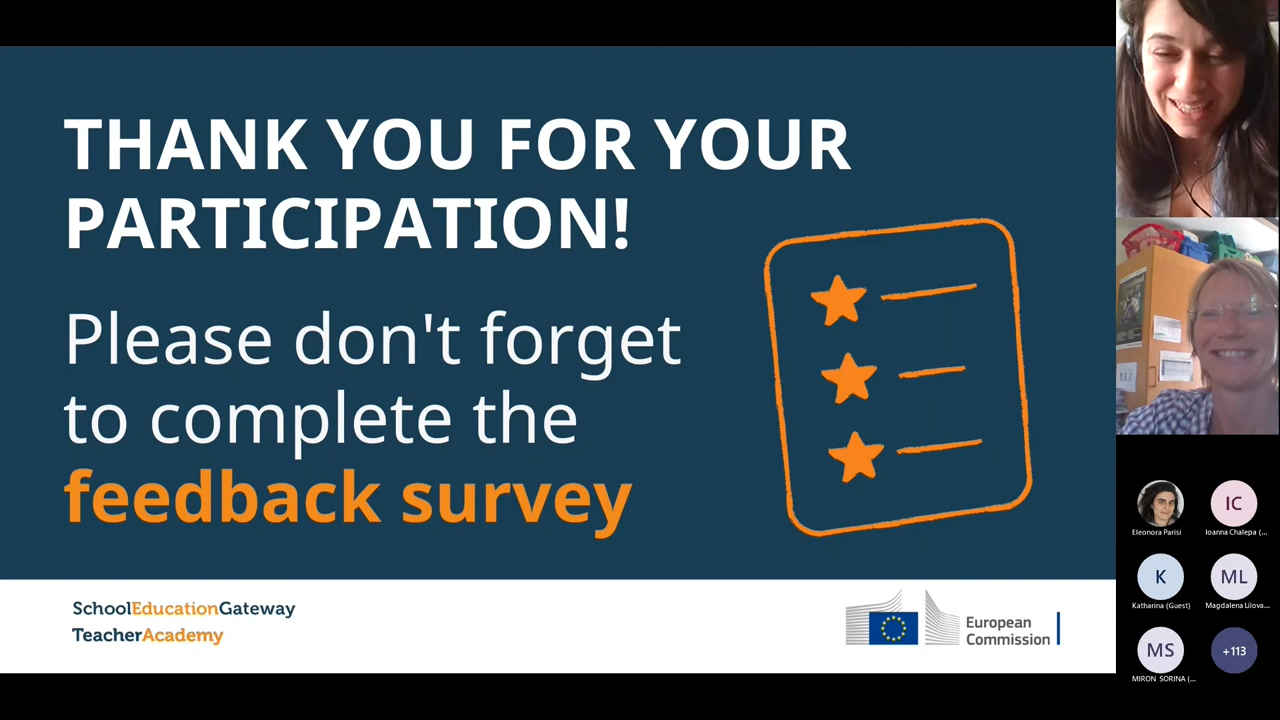 THANK YOU FOR YOUR
PARTICIPATION!
Please don't forget
to complete the
feedback survey
SchoolEducationGateway
TeacherAcademy
European
Commission
Eleonora Parisi
IC
Ioanna Chalepa (...
K
Katharina (Guest)
ML
Magdalena Lilova...
MS
MIRON SORINA (...
+113